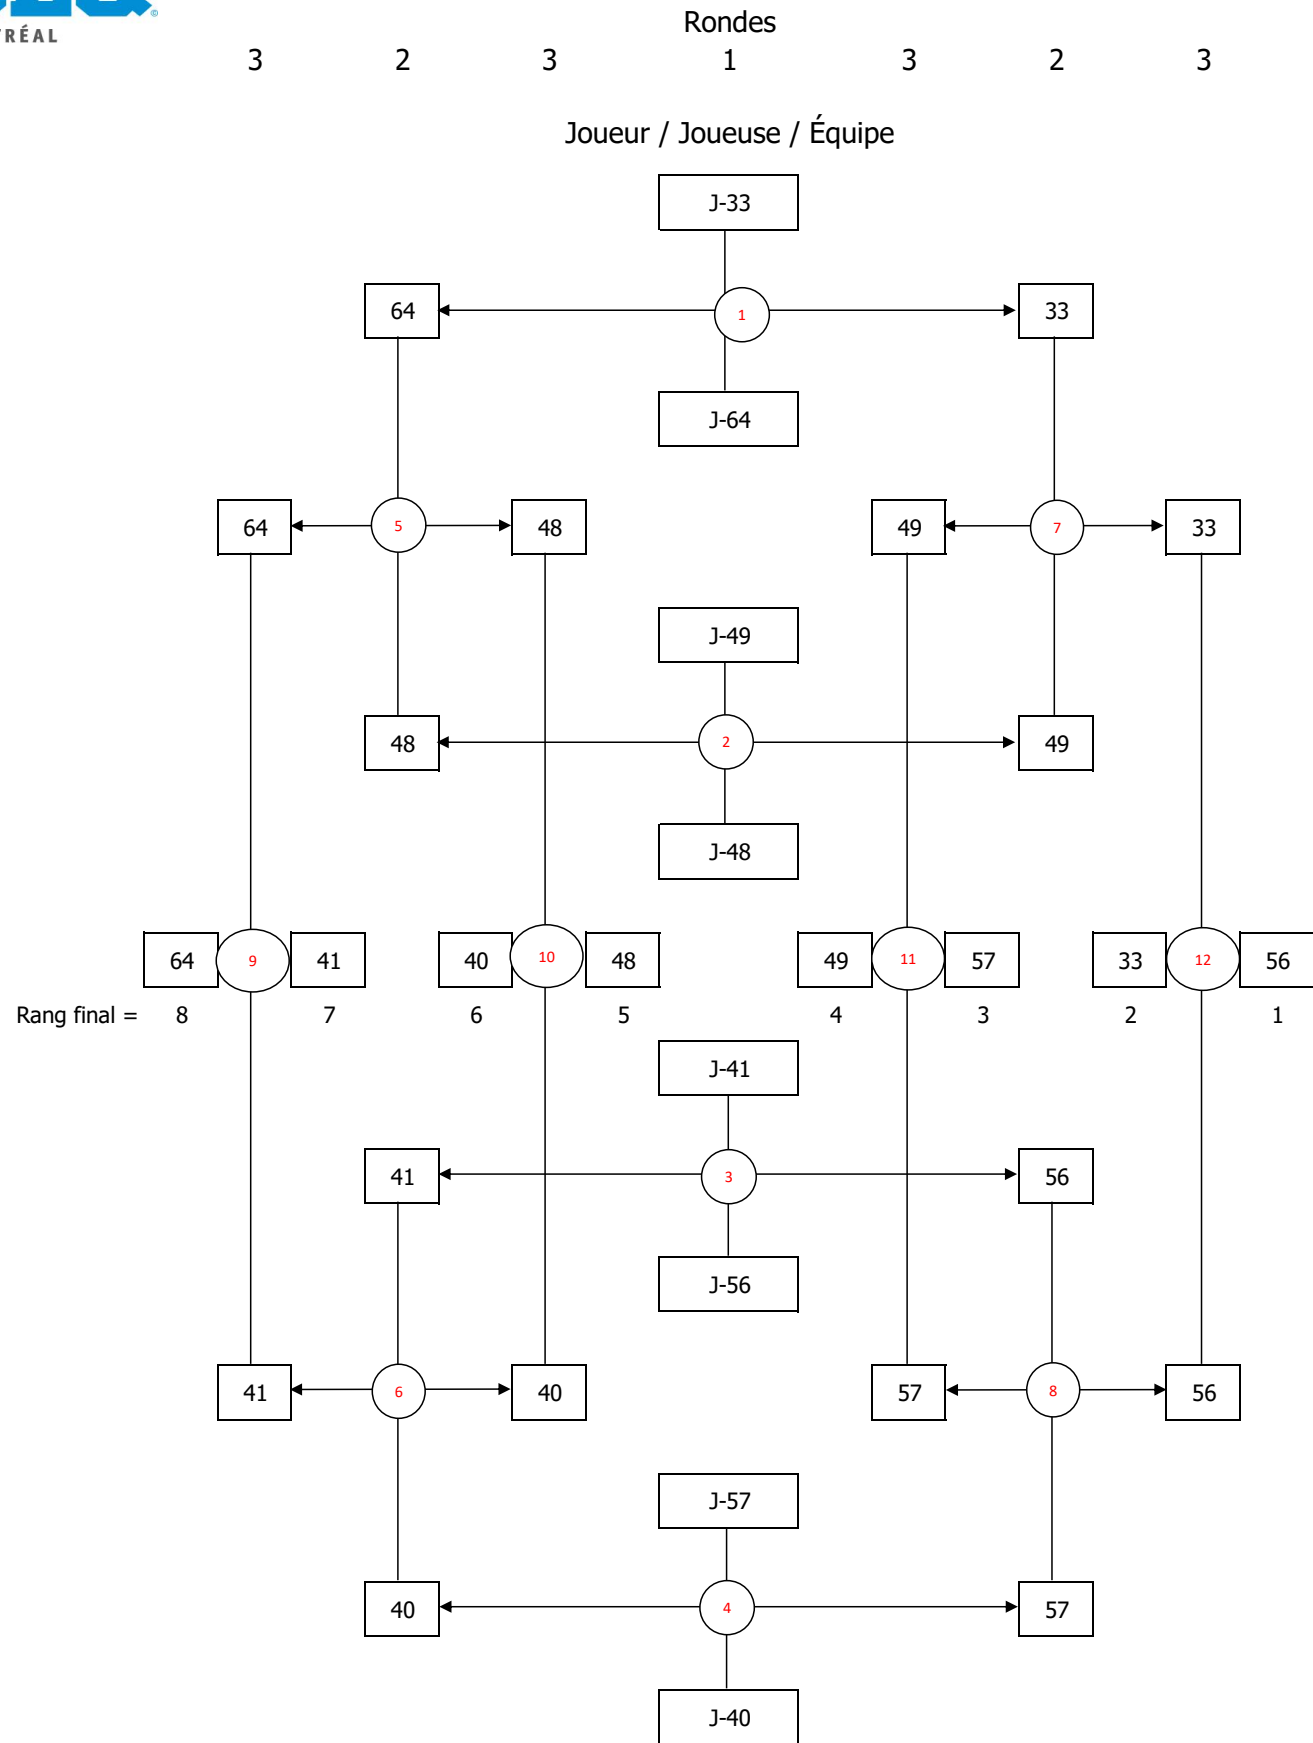 RÉAL
Rondes
3 2 3 1 3 2 3
Joueur / Joueuse / Équipe
J-33
64 1 33
J-64
64 5 48 49 7 33
J-49
48 2 49
J-48
64 9 41 40 10 48 49 11 57 33 12 56
Rang final = 8 7 6 5 4 3 2 1
J-41
41 3 56
J-56
41 6 40 57 8 56
J-57
40 4 57
J-40